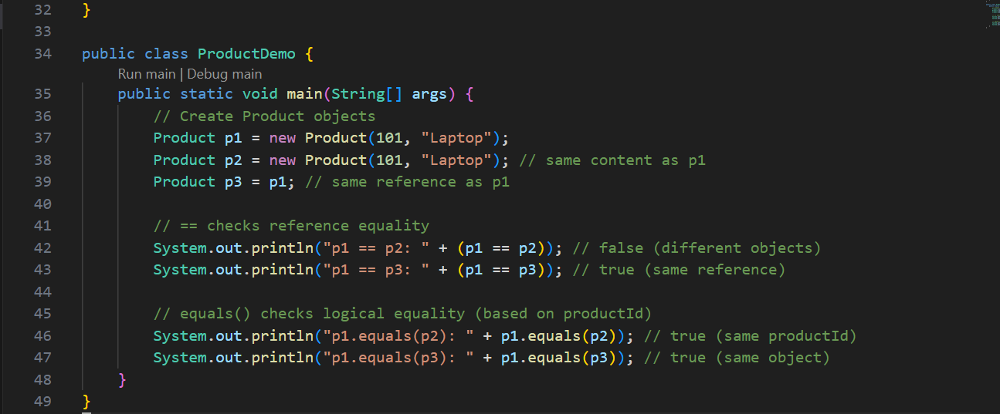 32 }
33
34 public class ProductDemo {
Run main | Debug main
35 public static void main(String[] args) {
36 // Create Product objects
37 Product p1 = new Product(101, "Laptop");
38 Product p2 = new Product(101, "Laptop"); // same content as p1
39 Product p3 = p1; // same reference as p1
40
41 // == checks reference equality
42 System.out.println("p1 == p2: " + (p1 == p2)); // false (different objects)
43 System.out.println("p1 == p3: " + (p1 == p3)); // true (same reference)
44
45 // equals() checks logical equality (based on productId)
46 System.out.println("p1.equals(p2): " + p1.equals(p2)); // true (same productId)
47 System.out.println("p1.equals(p3): " + p1.equals(p3)); // true (same object)
48 }
49 }